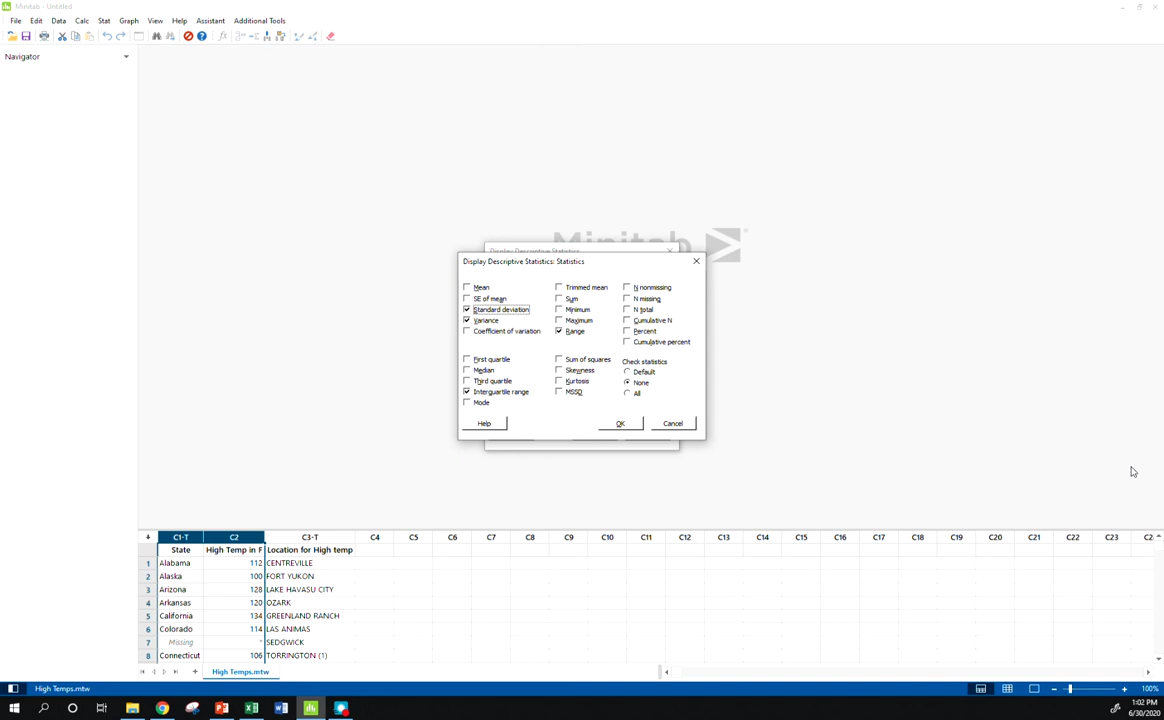 Minitab - Untitled
File Edit Data Calc Stat Graph View Help Assistant Additional Tools
Navigator
Minitab
Display Descriptive Statistics
Display Descriptive Statistics: Statistics
Mean Trimmed mean N nonmissing
SE of mean Sum N missing
Standard deviation Minimum N total
Variance Maximum Cumulative N
Coefficient of variation Range Percent
Cumulative percent
First quartile Sum of squares Check statistics
Median Skewness Default
Third quartile Kurtosis None
Interquartile range MSSD All
Mode
Help OK Cancel
C1-T C2 C3-T C4 C5 C6 C7 C8 C9 C10 C11 C12 C13 C14 C15 C16 C17 C18 C19 C20 C21 C22 C23
State High Temp in F Location for High temp
1 Alabama 112 CENTREVILLE
2 Alaska 100 FORT YUKON
3 Arizona 128 LAKE HAVASU CITY
4 Arkansas 120 OZARK
5 California 134 GREENLAND RANCH
6 Colorado 114 LAS ANIMAS
7 Missing * SEDGWICK
8 Connecticut 106 TORRINGTON (1)
High Temps.mtw
High Temps.mtw 100%
1:02 PM
6/30/2020